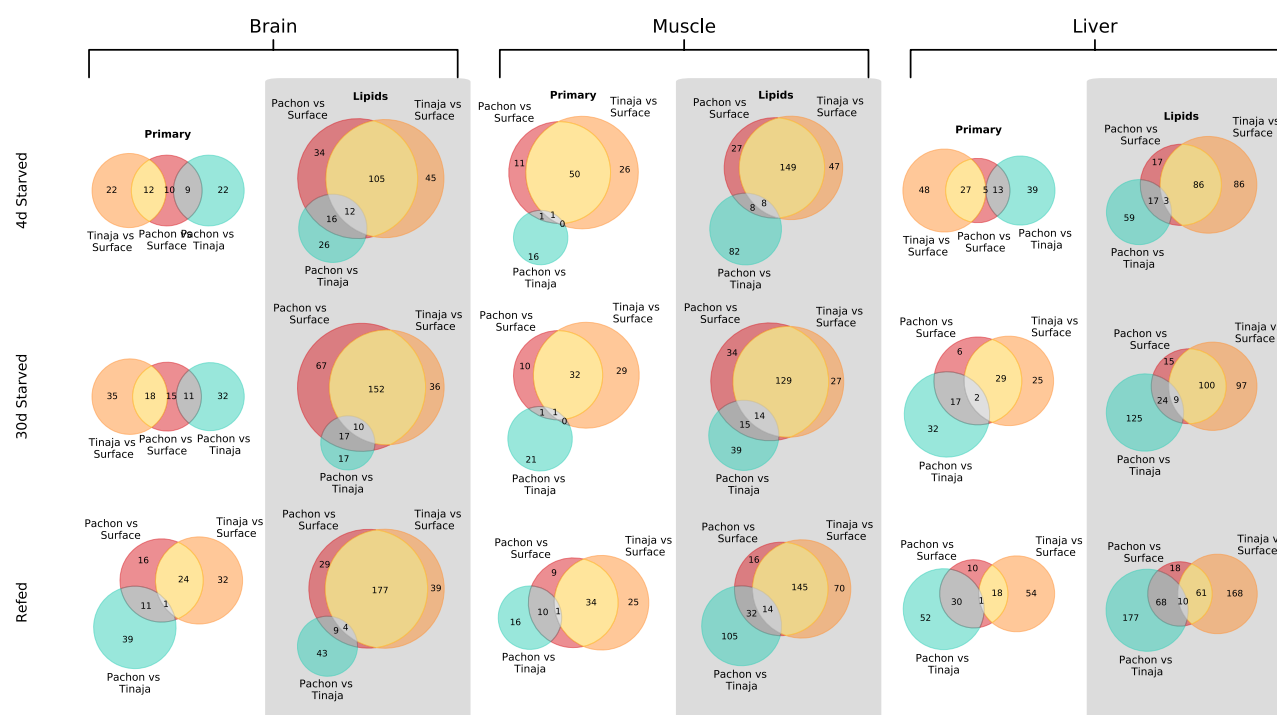 Brain
Muscle
Liver
4d Starved
Primary
22
12
10
9
22
Tinaja vs
Surface
Pachon vs
Surface
Pachon vs
Tinaja
Lipids
Pachon vs
Surface
Tinaja vs
Surface
34
105
45
16
12
26
Pachon vs
Tinaja
Primary
Pachon vs
Surface
Tinaja vs
Surface
11
50
26
1
1
0
16
Pachon vs
Tinaja
Lipids
Pachon vs
Surface
Tinaja vs
Surface
27
149
47
8
8
82
Pachon vs
Tinaja
Primary
48
27
5
13
39
Tinaja vs
Surface
Pachon vs
Surface
Pachon vs
Tinaja
Lipids
Pachon vs
Surface
Tinaja vs
Surface
17
86
86
17
3
59
Pachon vs
Tinaja
30d Starved
35
18
15
11
32
Tinaja vs
Surface
Pachon vs
Surface
Pachon vs
Tinaja
Pachon vs
Surface
Tinaja vs
Surface
67
152
36
17
10
17
Pachon vs
Tinaja
Pachon vs
Surface
Tinaja vs
Surface
10
32
29
1
1
0
21
Pachon vs
Tinaja
Pachon vs
Surface
Tinaja vs
Surface
34
129
27
15
14
39
Pachon vs
Tinaja
Pachon vs
Surface
Tinaja vs
Surface
6
29
25
17
2
32
Pachon vs
Tinaja
Pachon vs
Surface
Tinaja vs
Surface
15
100
97
24
9
125
Pachon vs
Tinaja
Refed
Pachon vs
Surface
Tinaja vs
Surface
16
24
32
11
1
39
Pachon vs
Tinaja
Pachon vs
Surface
Tinaja vs
Surface
29
177
39
9
4
43
Pachon vs
Tinaja
Pachon vs
Surface
Tinaja vs
Surface
9
34
25
10
1
16
Pachon vs
Tinaja
Pachon vs
Surface
Tinaja vs
Surface
16
145
70
32
14
105
Pachon vs
Tinaja
Pachon vs
Surface
Tinaja vs
Surface
10
18
54
30
1
52
Pachon vs
Tinaja
Pachon vs
Surface
Tinaja vs
Surface
18
61
168
68
10
177
Pachon vs
Tinaja